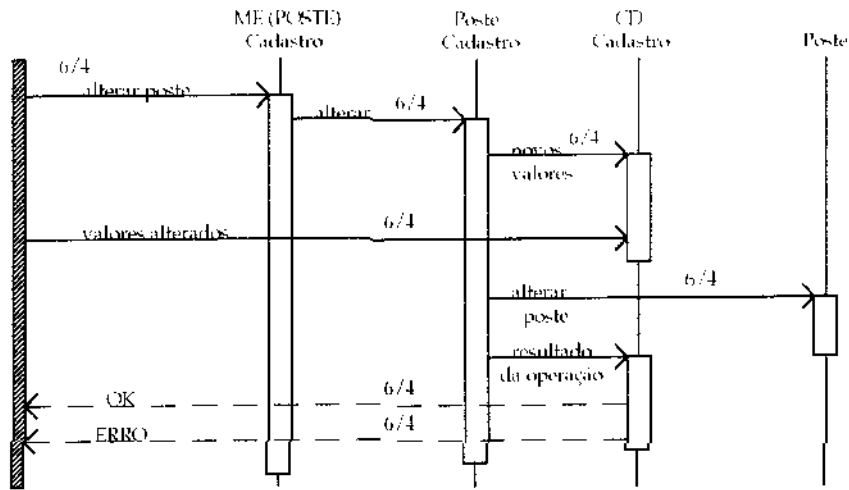 ME (POSTE)
Cadastro
Poste
Cadastro
CD
Cadastro
Poste
6/4
alterar poste
alterar
6/4
novos
6/4
valores
valores alterados
6/4
alterar
6/4
poste
resultado
da operação
OK
6/4
ERRO
6/4